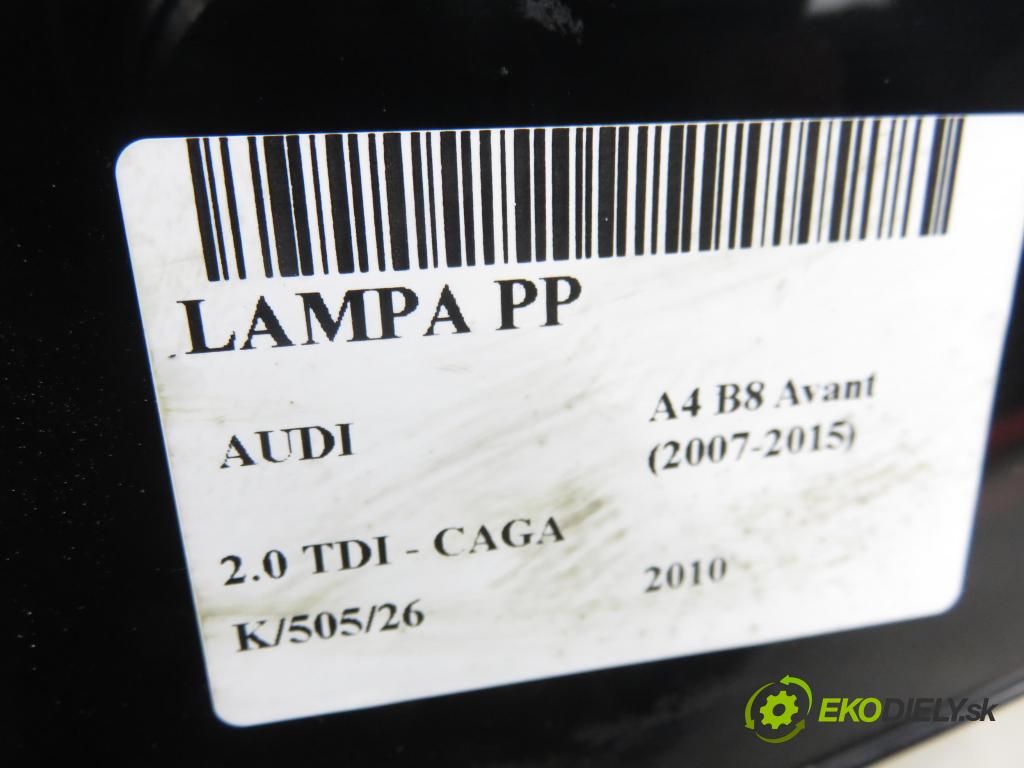 LAMPA PP
AUDI
A4 B8 Avant
(2007-2015)
2.0 TDI - CAGA
2010
K/505/26
EKODIELY.sk